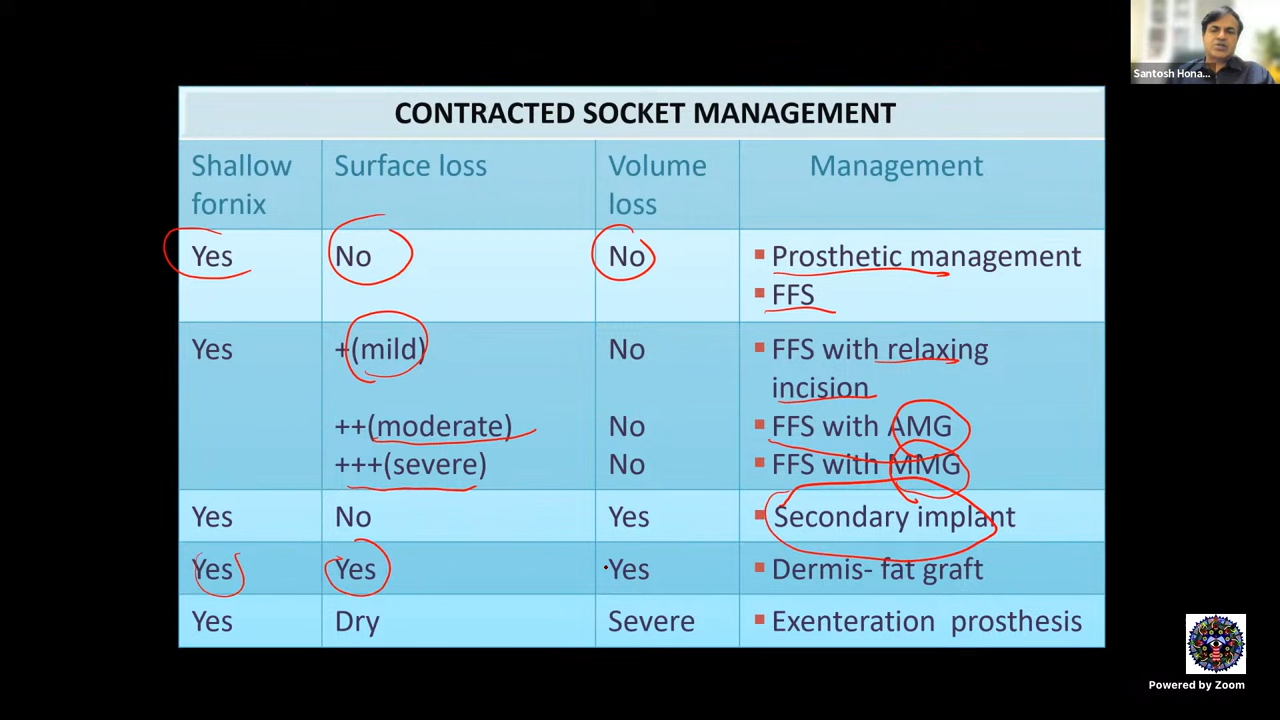 Santosh Hona...
CONTRACTED SOCKET MANAGEMENT
Shallow fornix
Surface loss
Volume loss
Management
Yes
No
No
▪ Prosthetic management
▪ FFS
Yes
+(mild)
No
▪ FFS with relaxing
incision
++(moderate)
No
▪ FFS with AMG
+++(severe)
No
▪ FFS with MMG
Yes
No
Yes
▪ Secondary implant
Yes
Yes
Yes
▪ Dermis- fat graft
Yes
Dry
Severe
▪ Exenteration prosthesis
Powered by Zoom